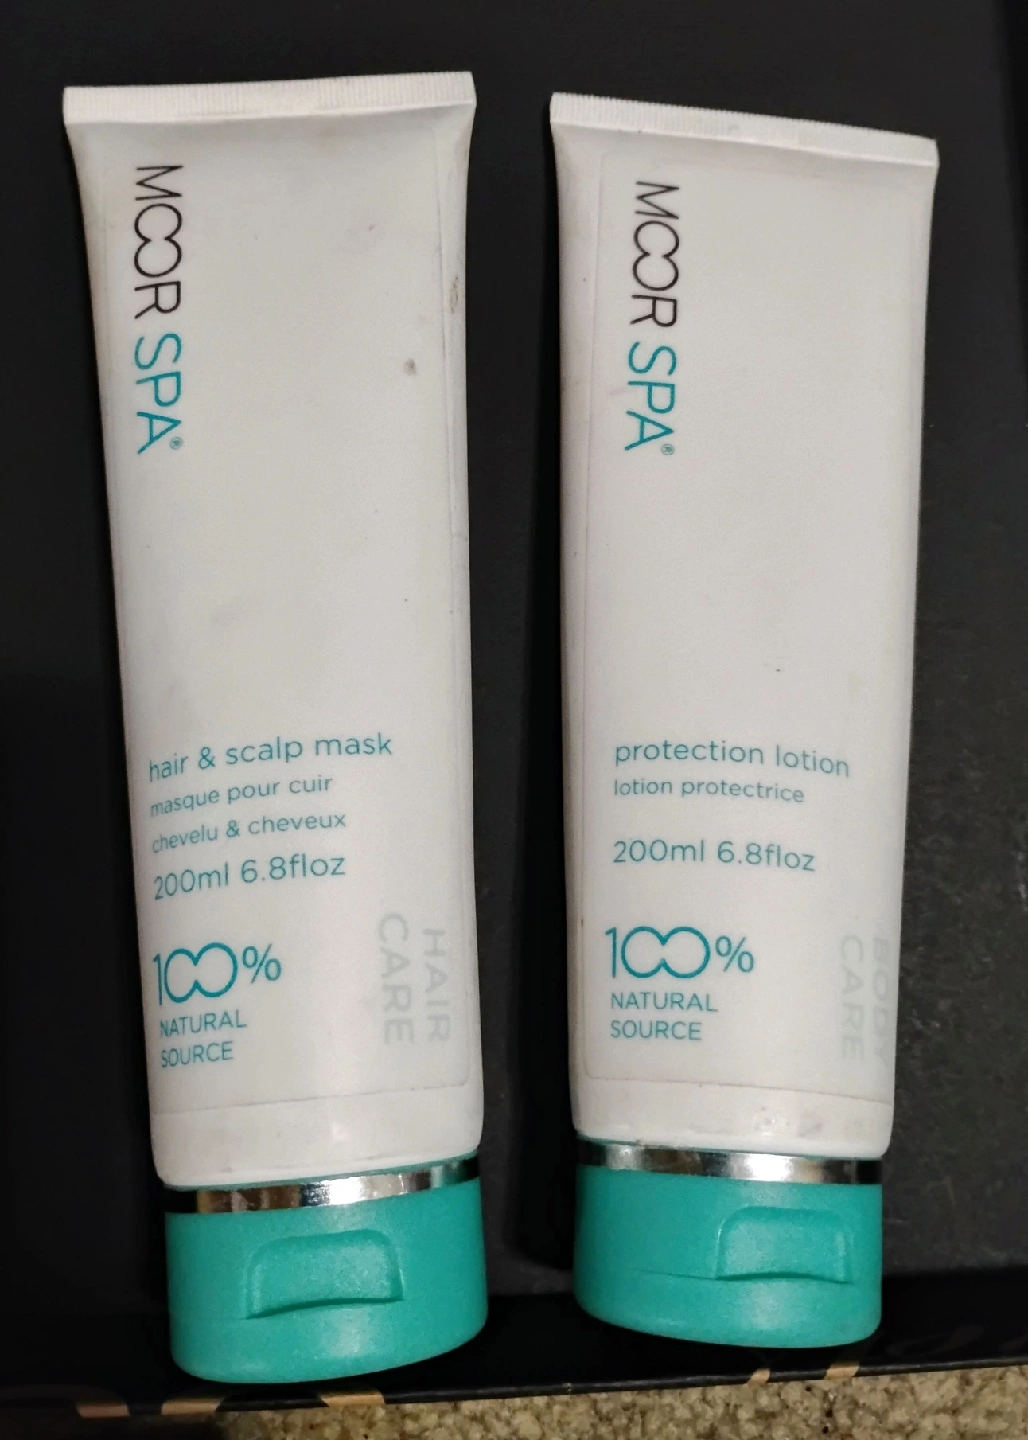 MOOR SPA®
hair & scalp mask
masque pour cuir
chevelu & cheveux
200ml 6.8floz
100%
NATURAL
SOURCE
HAIR
CARE
MOOR SPA®
protection lotion
lotion protectrice
200ml 6.8floz
100%
NATURAL
SOURCE
BODY
CARE